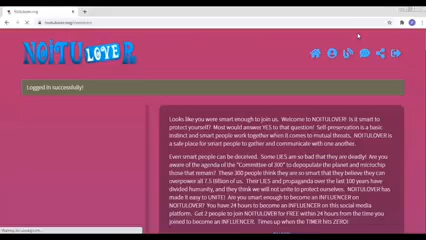 Noitulover.org
noitulover.org/members
NOiTU LOVE R
Logged in successfully!
Looks like you were smart enough to join us. Welcome to NOITULOVER! Is it smart to
protect yourself? Most would answer YES to that question! Self preservation is a basic
instinct and smart people work together when it comes to mutual threats. NOITULOVER is
a safe place for smart people to gather and communicate with one another.
Even smart people can be deceived. Some LIES are so bad that they are deadly! Are you
aware of the agenda of the "Committee of 300" to depopulate the planet and microchip
those that remain? These 300 people think they are so smart that they believe they can
overpower all 7.5 Billion of us. Their LIES and propaganda over the last 100 years have
divided humanity, and they think we will not unite to protect ourselves. NOITULOVER has
made it easy to UNITE! Are you smart enough to become an INFLUENCER on
NOITULOVER? You have 24 hours to become an INFLUENCER on this social media
platform. Get 3 people to join NOITULOVER for FREE within 24 hours from the time you
joined to become an INFLUENCER. Times up when the TIMER hits ZERO!